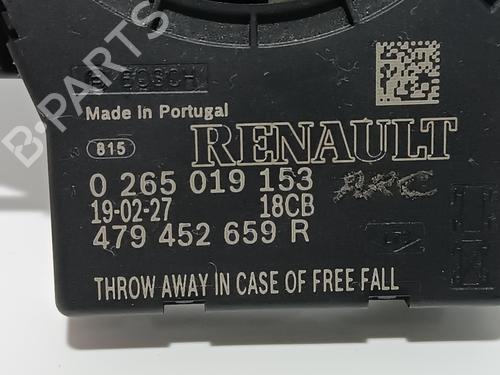 BOSCH
Made in Portugal
815
RENAULT
0 265 019 153
19-02-27 18CB
479 452 659 R
THROW AWAY IN CASE OF FREE FALL
B-PARTS